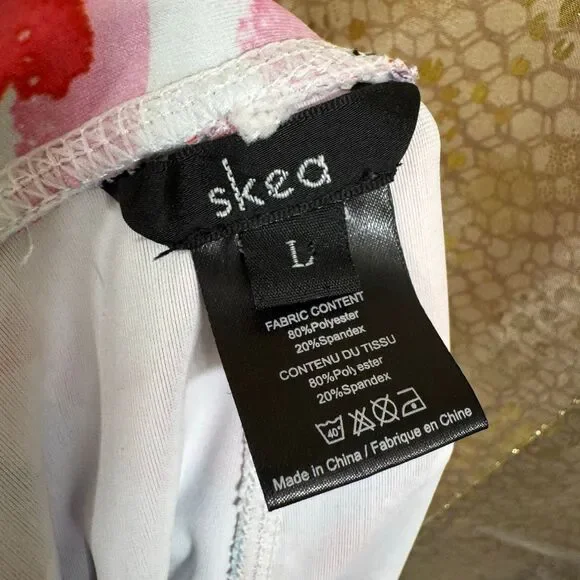 skea
L
FABRIC CONTENT
80%Polyester
20%Spandex
CONTENU DU TISSU
80%Polyester
20%Spandex
40°
Made in China / Fabrique en Chine